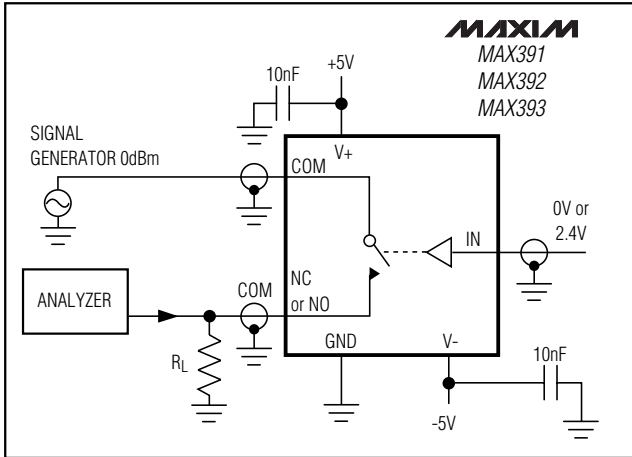 MAXIM
MAX391
MAX392
MAX393
+5V
10nF
SIGNAL
GENERATOR 0dBm
V+
COM
0V or
2.4V
IN
NC
or NO
COM
ANALYZER
RL
GND
V-
10nF
-5V